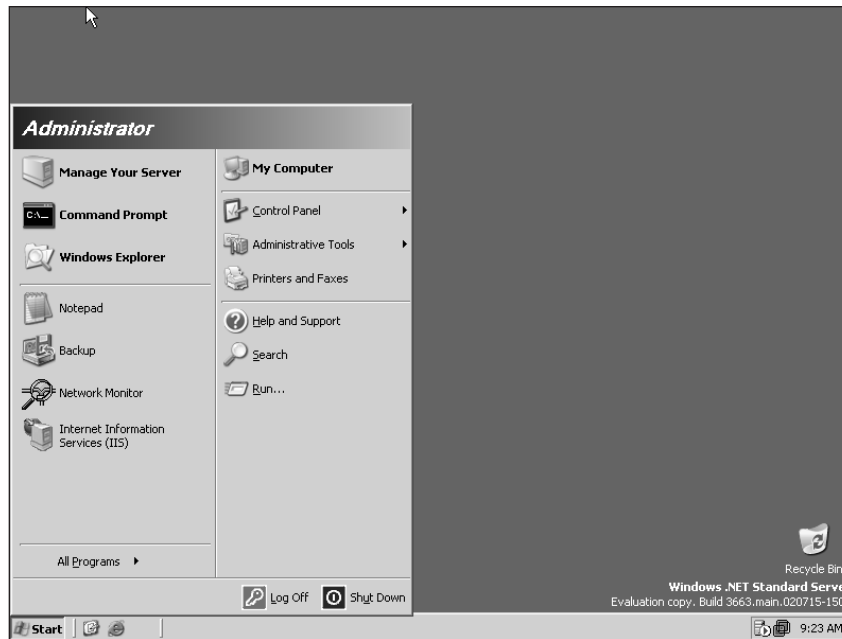 Administrator
Manage Your Server
Command Prompt
Windows Explorer
Notepad
Backup
Network Monitor
Internet Information
Services (IIS)
All Programs
My Computer
Control Panel
Administrative Tools
Printers and Faxes
Help and Support
Search
Run...
Log Off
Shut Down
Recycle Bin
Windows .NET Standard Serve
Evaluation copy. Build 3663.main.020715-150
Start
9:23 AM